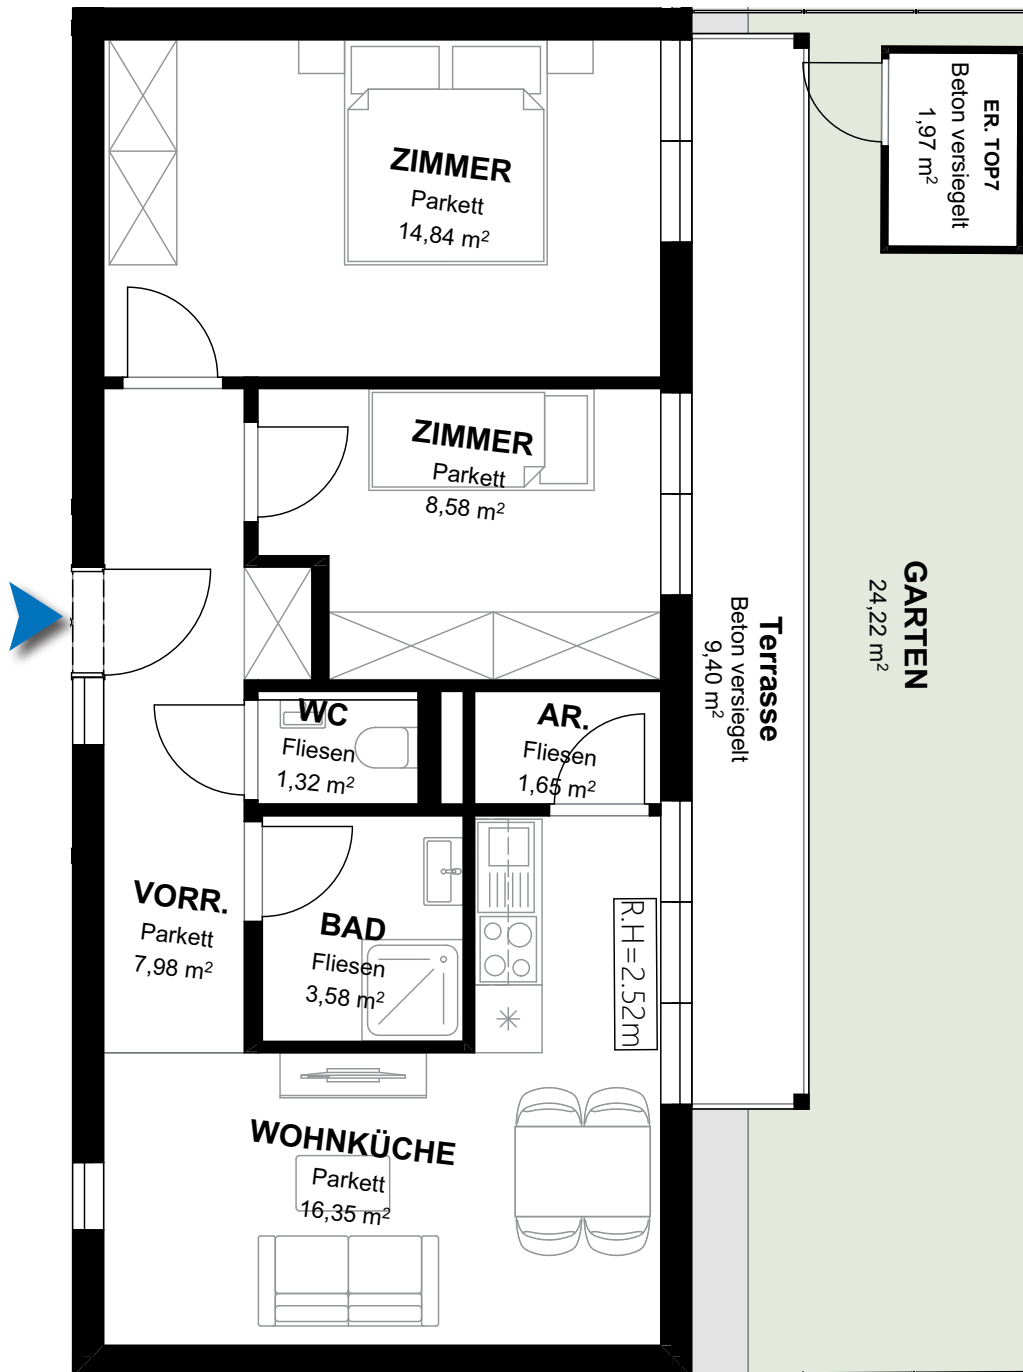 ZIMMER
Parkett
14,84 m²
ER. TOP7
Beton versiegelt
1,97 m²
ZIMMER
Parkett
8,58 m²
GARTEN
24,22 m²
Terrasse
Beton versiegelt
9,40 m²
WC
Fliesen
1,32 m²
AR.
Fliesen
1,65 m²
VORR.
Parkett
7,98 m²
BAD
Fliesen
3,58 m²
R.H=2.52m
WOHNKÜCHE
Parkett
16,35 m²